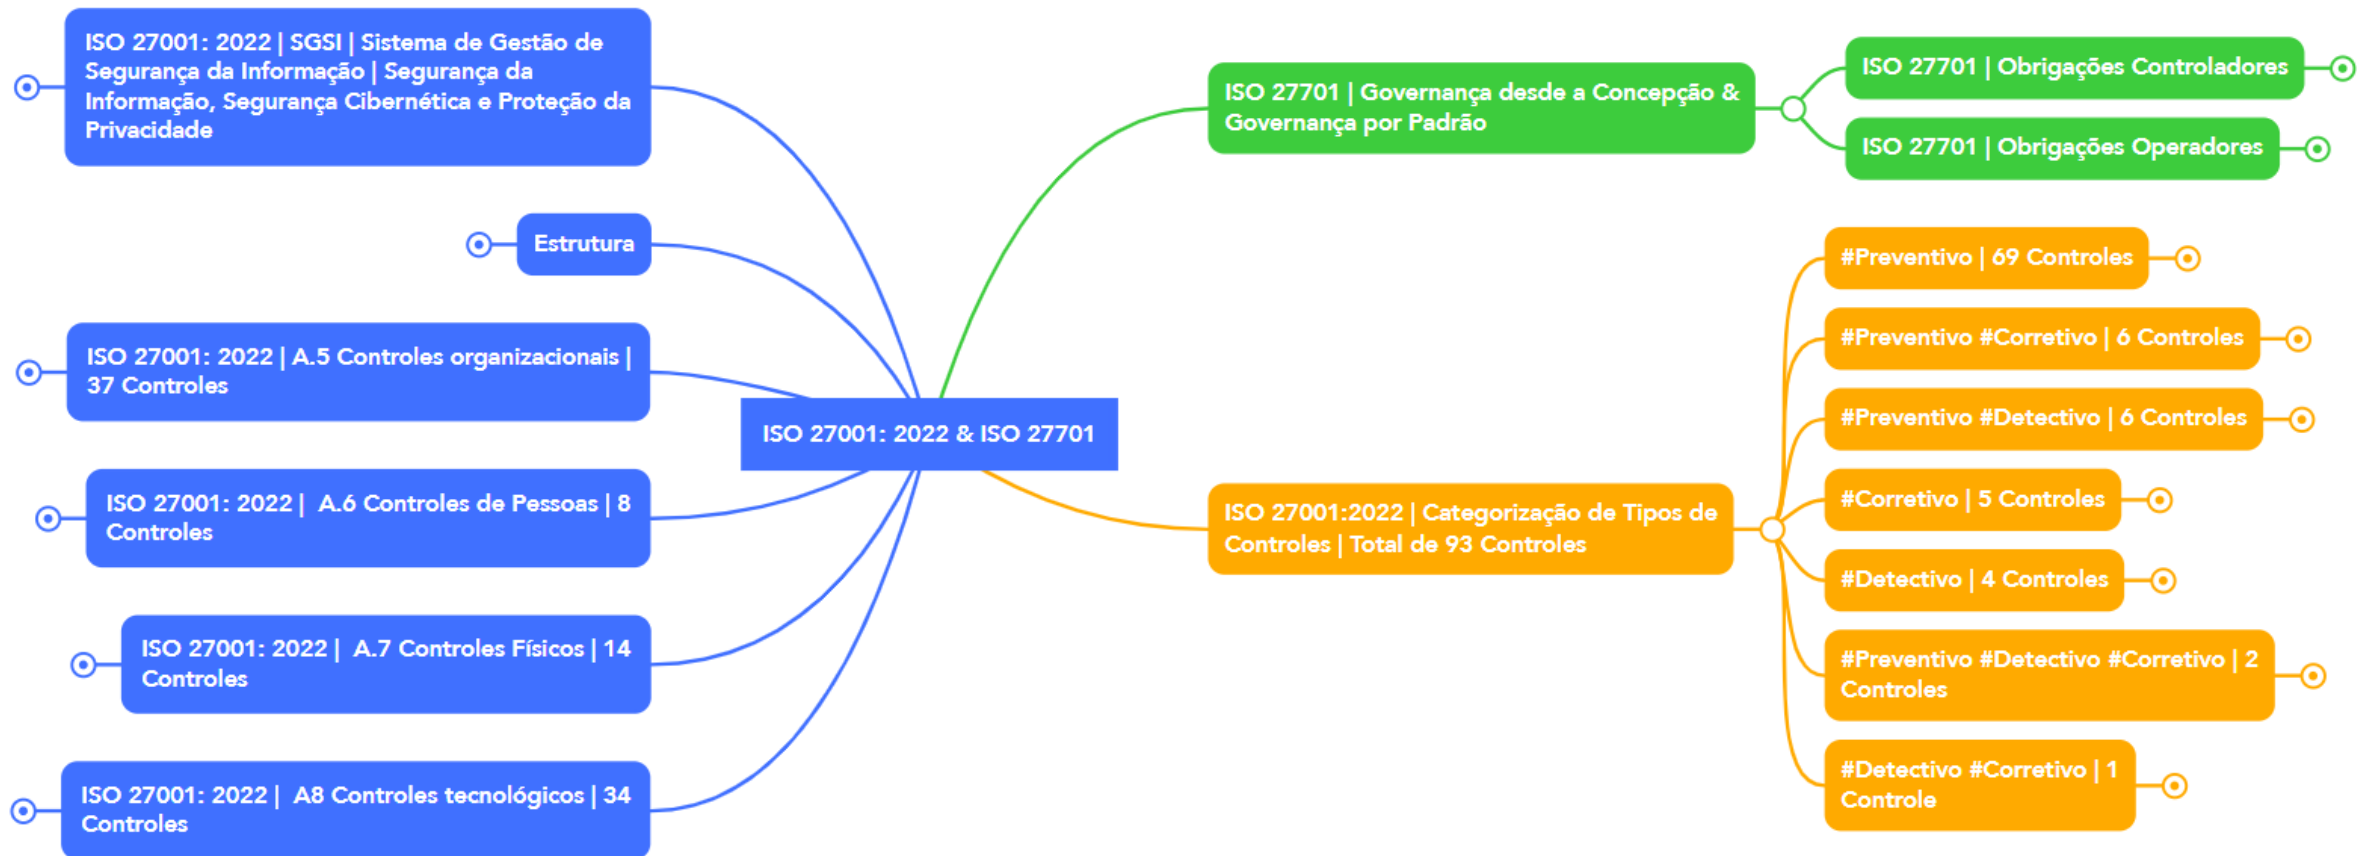 ISO 27001: 2022 | SGSI | Sistema de Gestão de
Segurança da Informação | Segurança da
Informação, Segurança Cibernética e Proteção da
Privacidade
Estrutura
ISO 27001: 2022 | A.5 Controles organizacionais |
37 Controles
ISO 27001: 2022 |  A.6 Controles de Pessoas | 8
Controles
ISO 27001: 2022 |  A.7 Controles Físicos | 14
Controles
ISO 27001: 2022 |  A8 Controles tecnológicos | 34
Controles
ISO 27001: 2022 & ISO 27701
ISO 27701 | Governança desde a Concepção &
Governança por Padrão
ISO 27701 | Obrigações Controladores
ISO 27701 | Obrigações Operadores
ISO 27001:2022 | Categorização de Tipos de
Controles | Total de 93 Controles
#Preventivo | 69 Controles
#Preventivo #Corretivo | 6 Controles
#Preventivo #Detectivo | 6 Controles
#Corretivo | 5 Controles
#Detectivo | 4 Controles
#Preventivo #Detectivo #Corretivo | 2
Controles
#Detectivo #Corretivo | 1
Controle